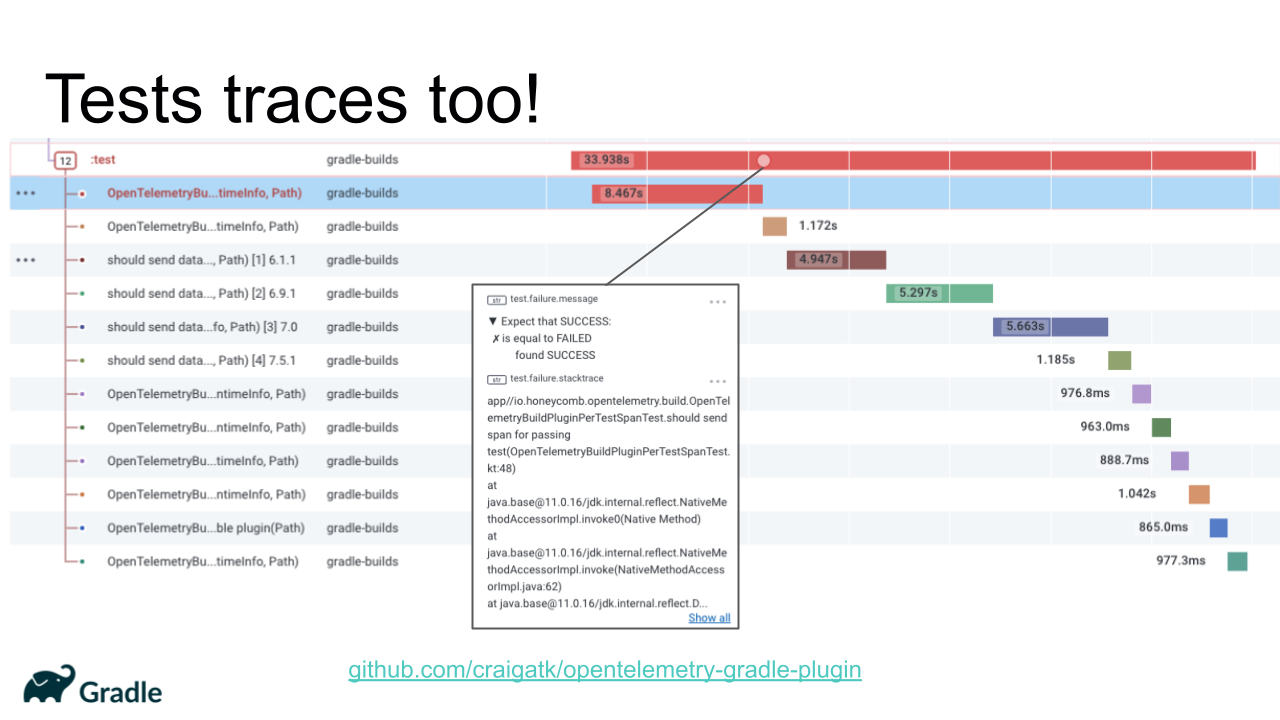 Tests traces too!
12 :test gradle-builds 33.938s
OpenTelemetryBu...timeInfo, Path) gradle-builds 8.467s
OpenTelemetryBu...timeInfo, Path) gradle-builds 1.172s
should send data..., Path) [1] 6.1.1 gradle-builds 4.947s
should send data..., Path) [2] 6.9.1 gradle-builds 5.297s
should send data...fo, Path) [3] 7.0 gradle-builds 5.663s
should send data..., Path) [4] 7.5.1 gradle-builds 1.185s
OpenTelemetryBu...ntimeInfo, Path) gradle-builds 976.8ms
OpenTelemetryBu...ntimeInfo, Path) gradle-builds 963.0ms
OpenTelemetryBu...timeInfo, Path) gradle-builds 888.7ms
OpenTelemetryBu...ntimeInfo, Path) gradle-builds 1.042s
OpenTelemetryBu...ble plugin(Path) gradle-builds 865.0ms
OpenTelemetryBu...timeInfo, Path) gradle-builds 977.3ms
str test.failure.message
▼ Expect that SUCCESS:
✗ is equal to FAILED
found SUCCESS
str test.failure.stacktrace
app//io.honeycomb.opentelemetry.build.OpenTel
emetryBuildPluginPerTestSpanTest.should send
span for passing
test(OpenTelemetryBuildPluginPerTestSpanTest.
kt:48)
at
java.base@11.0.16/jdk.internal.reflect.NativeMe
thodAccessorImpl.invoke0(Native Method)
at
java.base@11.0.16/jdk.internal.reflect.NativeMe
thodAccessorImpl.invoke(NativeMethodAccess
orImpl.java:62)
at java.base@11.0.16/jdk.internal.reflect.D...
Show all
github.com/craigatk/opentelemetry-gradle-plugin
Gradle